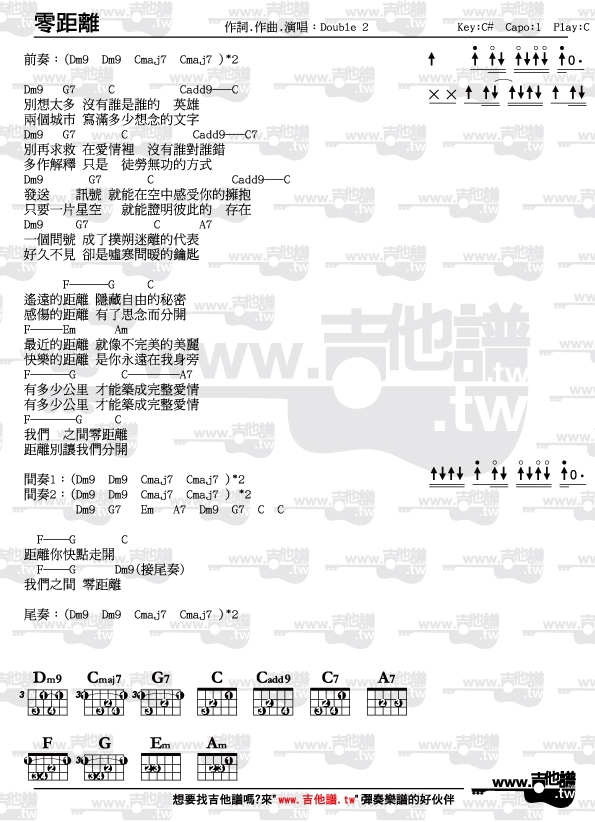 零距離 作詞.作曲.演唱：Double 2 Key:C# Capo:1 Play:C
前奏：(Dm9 Dm9 Cmaj7 Cmaj7 )*2
Dm9 G7 C Cadd9——C
別想太多 沒有誰是誰的 英雄
兩個城市 寫滿多少想念的文字
Dm9 G7 C Cadd9——C7
別再求救 在愛情裡 沒有誰對誰錯
多作解釋 只是 徒勞無功的方式
Dm9 G7 C Cadd9——C
發送 訊號 就能在空中感受你的擁抱
只要一片星空 就能證明彼此的 存在
Dm9 G7 C A7
一個問號 成了撲朔迷離的代表
好久不見 卻是噓寒問暖的鑰匙
F————G C
遙遠的距離 隱藏自由的秘密
感傷的距離 有了思念而分開
F———Em Am
最近的距離 就像不完美的美麗
快樂的距離 是你永遠在我身旁
F————G C—————A7
有多少公里 才能築成完整愛情
有多少公里 才能築成完整愛情
F—————G C
我們 之間零距離
距離別讓我們分開
間奏1：(Dm9 Dm9 Cmaj7 Cmaj7 )*2
間奏2：(Dm9 Dm9 Cmaj7 Cmaj7 ) *2
Dm9 G7 Em A7 Dm9 G7 C C
F———G C
距離你快點走開
F———G Dm9(接尾奏)
我們之間 零距離
尾奏：(Dm9 Dm9 Cmaj7 Cmaj7 )*2
Dm9 Cmaj7 G7 C Cadd9 C7 A7
F G Em Am
www.吉他譜.tw
想要找吉他譜嗎?來"www.吉他譜.tw"彈奏樂譜的好伙伴